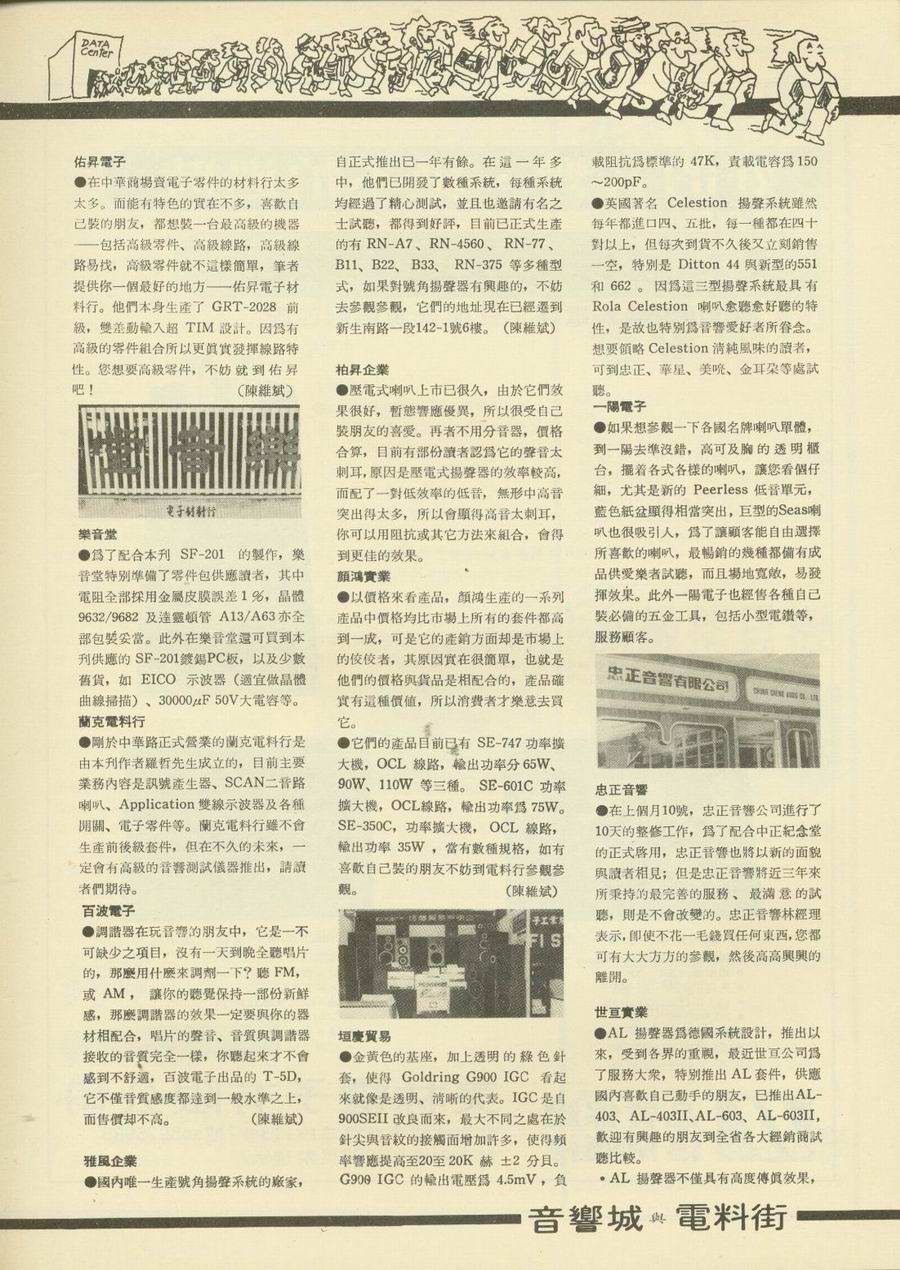 DATA
Center
佑昇電子
●在中華商場賣電子零件的材料行太多
太多。而能有特色的實在不多，喜歡自
己裝的朋友，都想裝一台最高級的機器
——包括高級零件、高級線路，高級線
路易找，高級零件就不這樣簡單，筆者
提供你一個最好的地方——佑昇電子材
料行。他們本身生產了 GRT-2028 前
級，雙差動輸入超 TIM 設計。因爲有
高級的零件組合所以更眞實發揮線路特
性。您想要高級零件，不妨就到佑昇
吧！　（陳維斌）
樂音堂
電子材料行
樂音堂
●爲了配合本刋 SF-201 的製作，樂
音堂特別準備了零件包供應讀者，其中
電阻全部採用金屬皮膜誤差1％，晶體
9632/9682 及達靈頓管 A13/A63亦全
部包裝妥當。此外在樂音堂還可買到本
刋供應的 SF-201鍍錫PC板，以及少數
舊貨，如 EICO 示波器（適宜做晶體
曲線掃描）、30000μF 50V大電容等。
蘭克電料行
●剛於中華路正式營業的蘭克電料行是
由本刋作者羅哲先生成立的，目前主要
業務內容是訊號產生器、SCAN二音路
喇叭、Application雙線示波器及各種
開關、電子零件等。蘭克電料行雖不會
生產前後級套件，但在不久的未來，一
定會有高級的音響測試儀器推出，請讀
者們期待。
百波電子
●調諧器在玩音響的朋友中，它是一不
可缺少之項目，沒有一天到晚全聽唱片
的，那麽用什麽來調劑一下？聽 FM，
或 AM，讓你的聽覺保持一部份新鮮
感，那麽調諧器的效果一定要與你的器
材相配合，唱片的聲音、音質與調諧器
接收的音質完全一樣，你聽起來才不會
感到不舒適，百波電子出品的 T-5D，
它不僅音質感度都達到一般水準之上，
而售價却不高。　（陳維斌）
雅風企業
●國內唯一生產號角揚聲系統的廠家，
自正式推出已一年有餘。在這一年多
中，他們已開發了數種系統，每種系統
均經過了精心測試，並且也邀請有名之
士試聽，都得到好評，目前已正式生產
的有 RN-A7、RN-4560、RN-77、
B11、B22、B33、RN-375 等多種型
式，如果對號角揚聲器有興趣的，不妨
去參觀參觀，它們的地址現在已經遷到
新生南路一段142-1號6樓。（陳維斌）
柏昇企業
●壓電式喇叭上市已很久，由於它們效
果很好，暫態響應優異，所以很受自己
裝朋友的喜愛。再者不用分音器，價格
合算，目前有部份讀者認爲它的聲音太
刺耳，原因是壓電式揚聲器的效率較高，
而配了一對低效率的低音，無形中高音
突出得太多，所以會顯得高音太刺耳，
你可以用阻抗或其它方法來組合，會得
到更佳的效果。
顏鴻實業
●以價格來看產品，顏鴻生產的一系列
產品中價格均比市場上所有的套件都高
到一成，可是它的產銷方面却是市場上
的佼佼者，其原因實在很簡單，也就是
他們的價格與貨品是相配合的，產品確
實有這種價值，所以消費者才樂意去買
它。
●它們的產品目前已有 SE-747功率擴
大機，OCL 線路，輸出功率分65W、
90W、110W 等三種。 SE-601C 功率
擴大機，OCL線路，輸出功率爲 75W。
SE-350C，功率擴大機， OCL 線路，
輸出功率 35W ，當有數種規格，如有
喜歡自己裝的朋友不妨到電料行參觀參
觀。　（陳維斌）
垣慶貿易
●金黃色的基座，加上透明的綠色針
套，使得 Goldring G900 IGC 看起
來就像是透明、淸晰的代表。IGC是自
900SEII 改良而來，最大不同之處在於
針尖與音紋的接觸面增加許多，使得頻
率響應提高至20至 20K 赫 ±2 分貝。
G900 IGC 的輸出電壓爲 4.5mV，負
載阻抗爲標準的 47K，責載電容爲150
～200pF。
●英國著名 Celestion 揚聲系統雖然
每年都進口四、五批，每一種都在四十
對以上，但每次到貨不久後又立刻銷售
一空，特別是 Ditton 44 與新型的551
和 662 。因爲這三型揚聲系統最具有
Rola Celestion 喇叭愈聽愈好聽的特
性，是故也特別爲音響愛好者所眷念。
想要領略 Celestion 淸純風味的讀者，
可到忠正、華星、美吮、金耳朶等處試
聽。
一陽電子
●如果想參觀一下各國名牌喇叭單體，
到一陽去準沒錯，高可及胸的透明櫃
台，擺着各式各樣的喇叭，讓您看個仔
細，尤其是新的 Peerless 低音單元，
藍色紙盆顯得相當突出，巨型的Seas喇
叭也很吸引人，爲了讓顧客能自由選擇
所喜歡的喇叭，最暢銷的幾種都備有成
品供愛樂者試聽，而且場地寬敞，易發
揮效果。此外一陽電子也經售各種自己
裝必備的五金工具，包括小型電鑽等，
服務顧客。
忠正音響有限公司
CHUNG CHENG AUDIO CO., LTD.
忠正音響
●在上個月10號，忠正音響公司進行了
10天的整修工作，爲了配合中正紀念堂
的正式啓用，忠正音響也將以新的面貌
與讀者相見；但是忠正音響將近三年來
所秉持的最完善的服務、最滿意的試
聽，則是不會改變的。忠正音響林經理
表示，卽使不花一毛錢買任何東西，您都
可有大大方方的參觀，然後高高興興的
離開。
世亘實業
●AL 揚聲器爲德國系統設計，推出以
來，受到各界的重視，最近世亘公司爲
了服務大衆，特別推出 AL套件，供應
國內喜歡自己動手的朋友，已推出AL-
403、AL-403II、AL-603、AL-603II，
歡迎有興趣的朋友到全省各大經銷商試
聽比較。
・AL 揚聲器不僅具有高度傳眞效果，
音響城與電料街